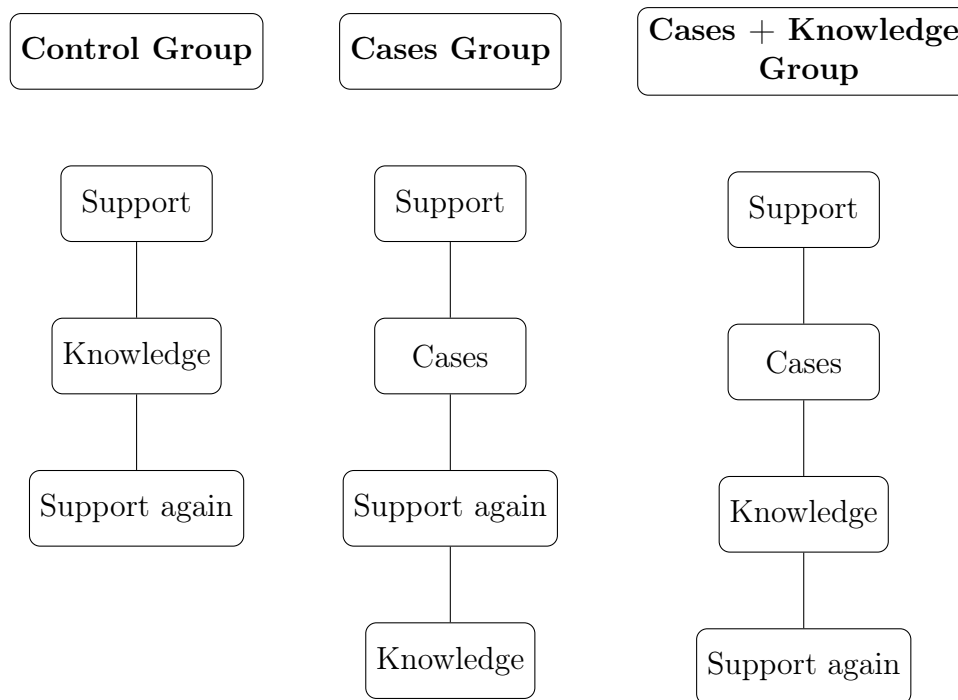 Control Group
Cases Group
Cases + Knowledge
Group
Support
Support
Support
Knowledge
Cases
Cases
Support again
Support again
Knowledge
Knowledge
Support again